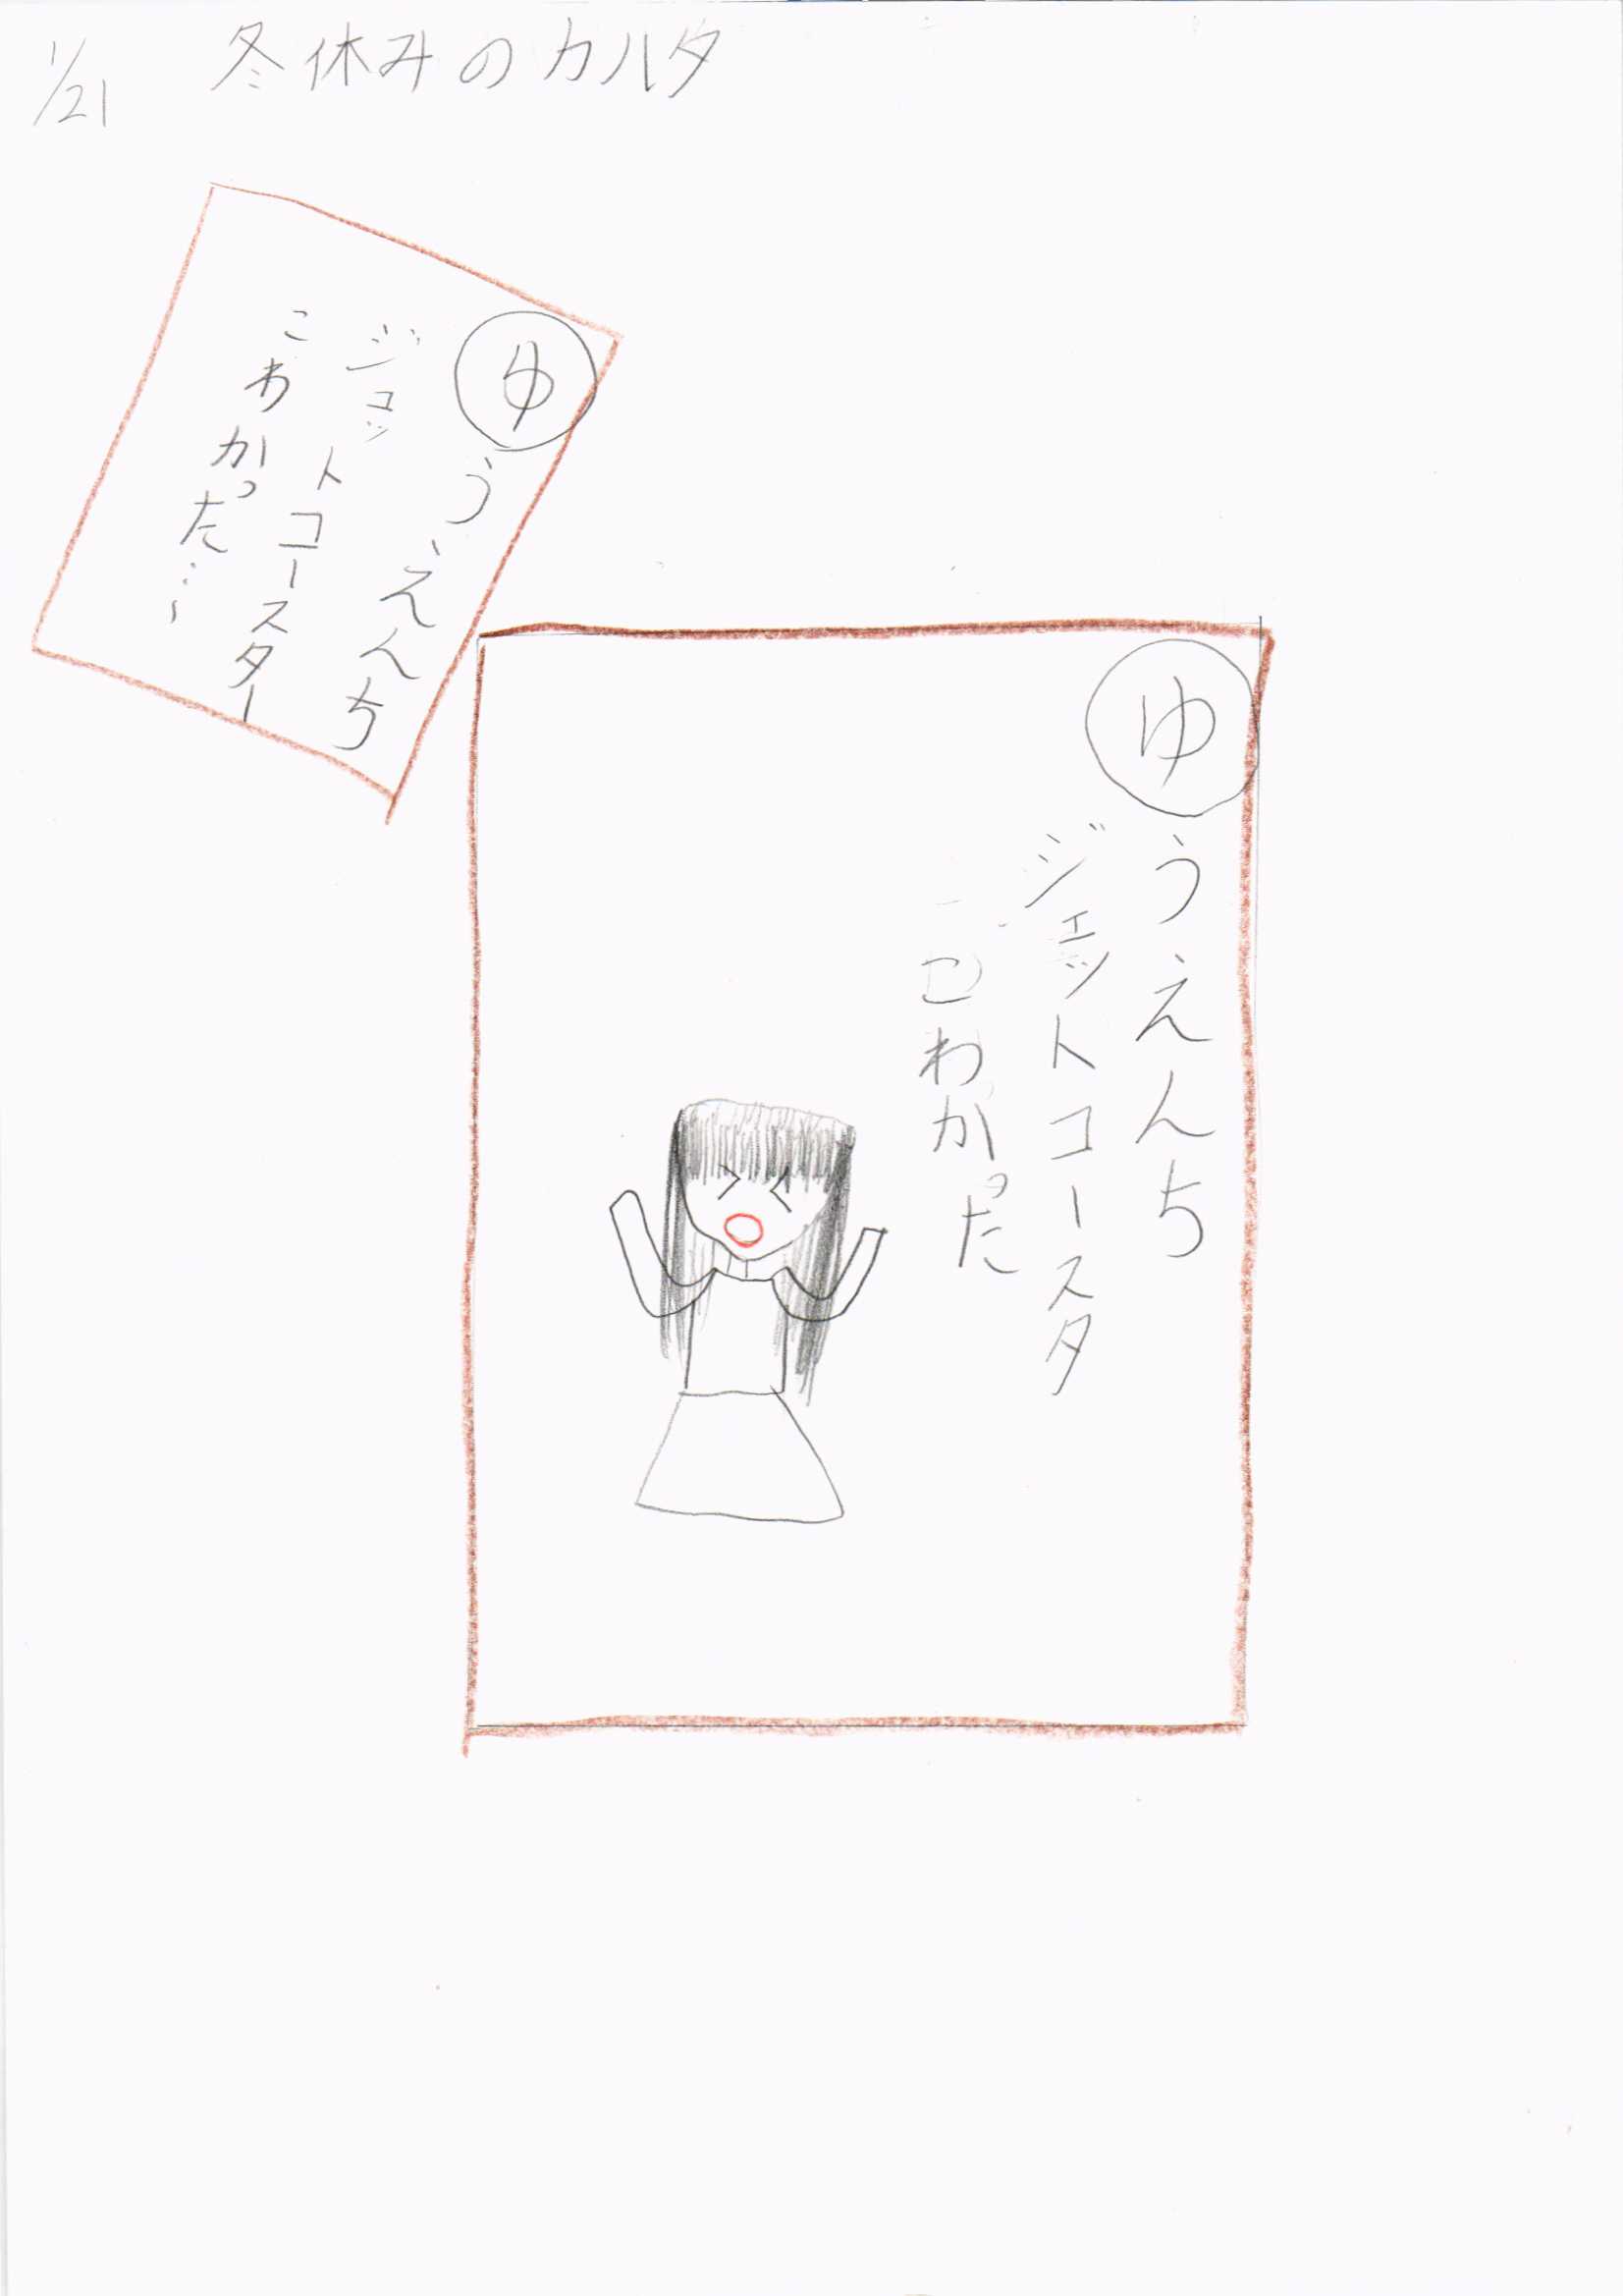 1/21 冬休みのカルタ
ゆうえんち
ジョットコースター
こわかった…
ゆうえんち
ジェットコースタ
こわかった